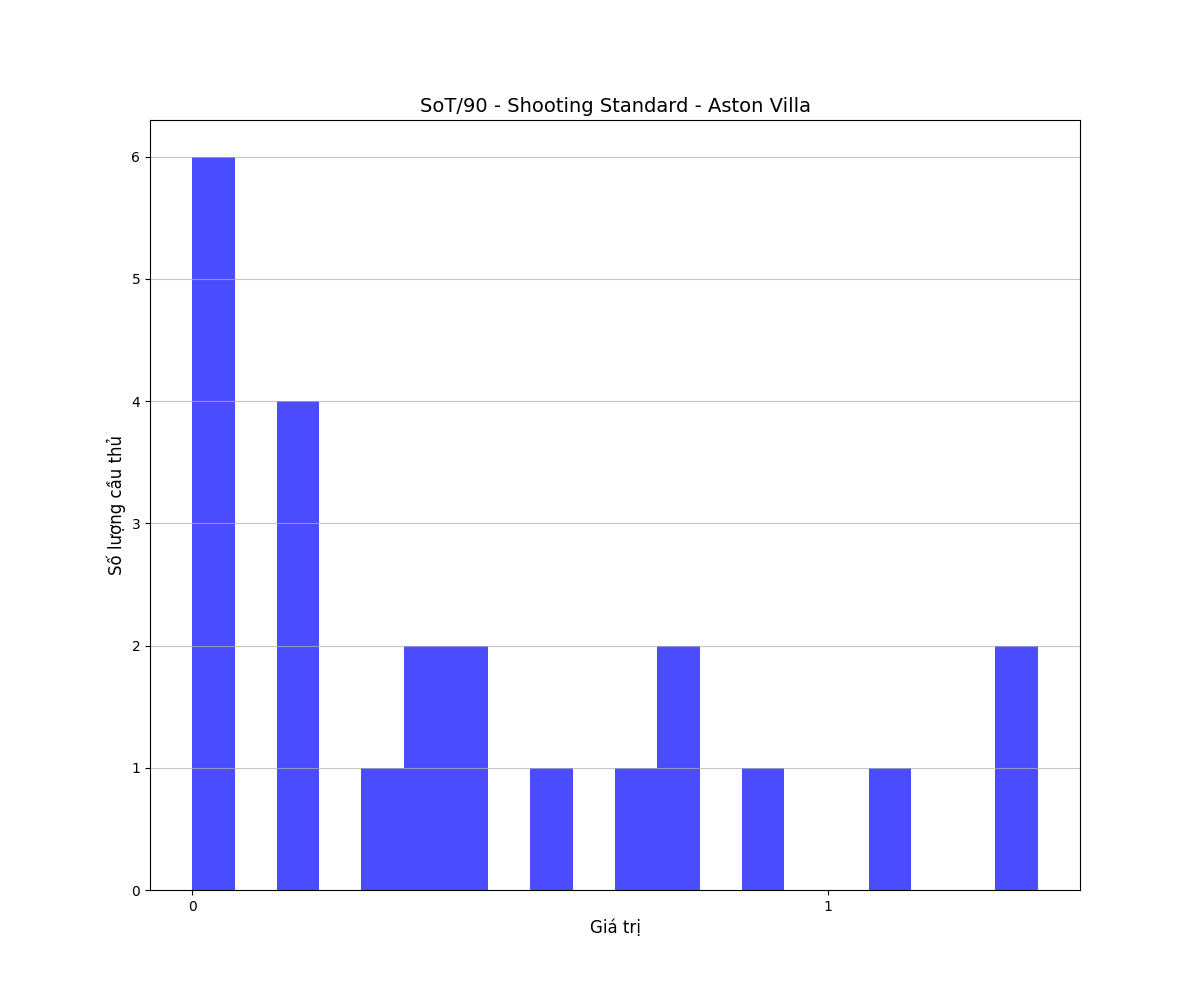 SoT/90 - Shooting Standard - Aston Villa
6
5
4
3
2
1
0
Số lượng cầu thủ
0 1
Giá trị